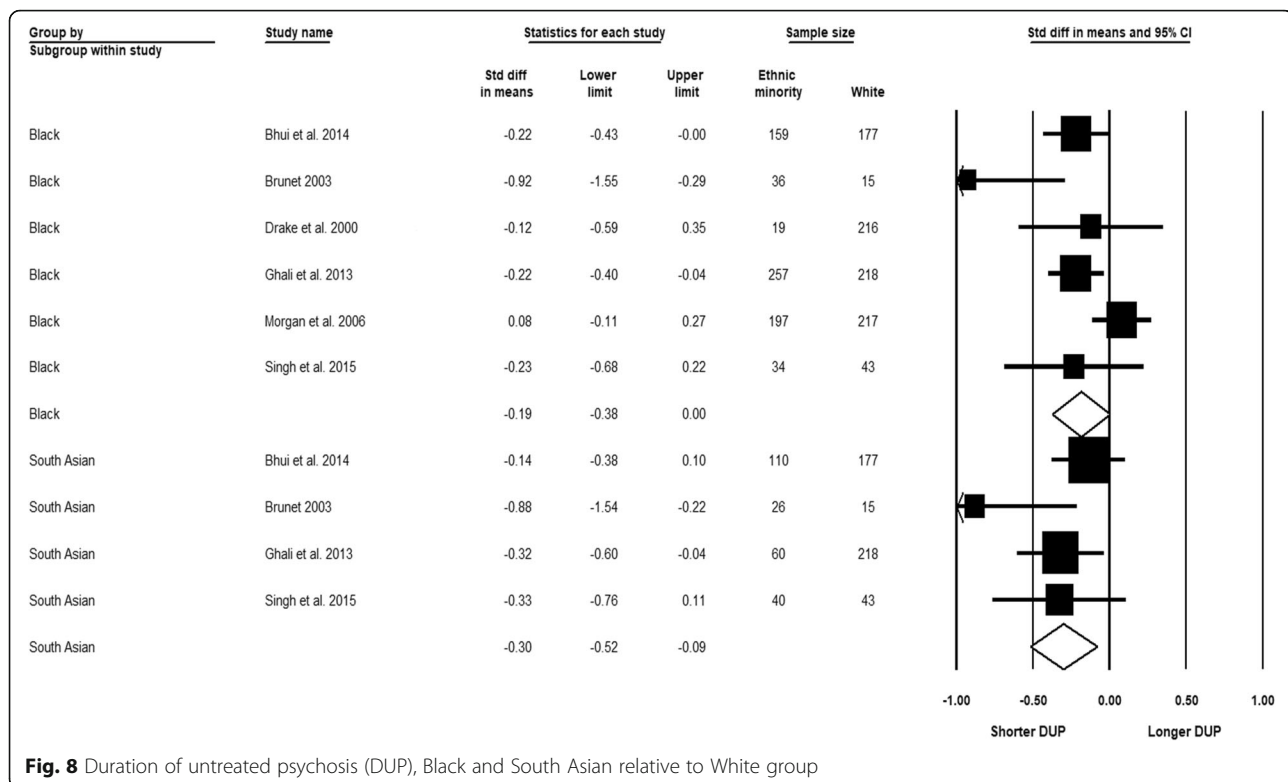 Group by Study name Statistics for each study Sample size Std diff in means and 95% CI
Subgroup within study
Std diff in means Lower limit Upper limit Ethnic minority White
Black Bhui et al. 2014 -0.22 -0.43 -0.00 159 177
Black Brunet 2003 -0.92 -1.55 -0.29 36 15
Black Drake et al. 2000 -0.12 -0.59 0.35 19 216
Black Ghali et al. 2013 -0.22 -0.40 -0.04 257 218
Black Morgan et al. 2006 0.08 -0.11 0.27 197 217
Black Singh et al. 2015 -0.23 -0.68 0.22 34 43
Black -0.19 -0.38 0.00
South Asian Bhui et al. 2014 -0.14 -0.38 0.10 110 177
South Asian Brunet 2003 -0.88 -1.54 -0.22 26 15
South Asian Ghali et al. 2013 -0.32 -0.60 -0.04 60 218
South Asian Singh et al. 2015 -0.33 -0.76 0.11 40 43
South Asian -0.30 -0.52 -0.09
-1.00 -0.50 0.00 0.50 1.00
Shorter DUP Longer DUP
Fig. 8 Duration of untreated psychosis (DUP), Black and South Asian relative to White group